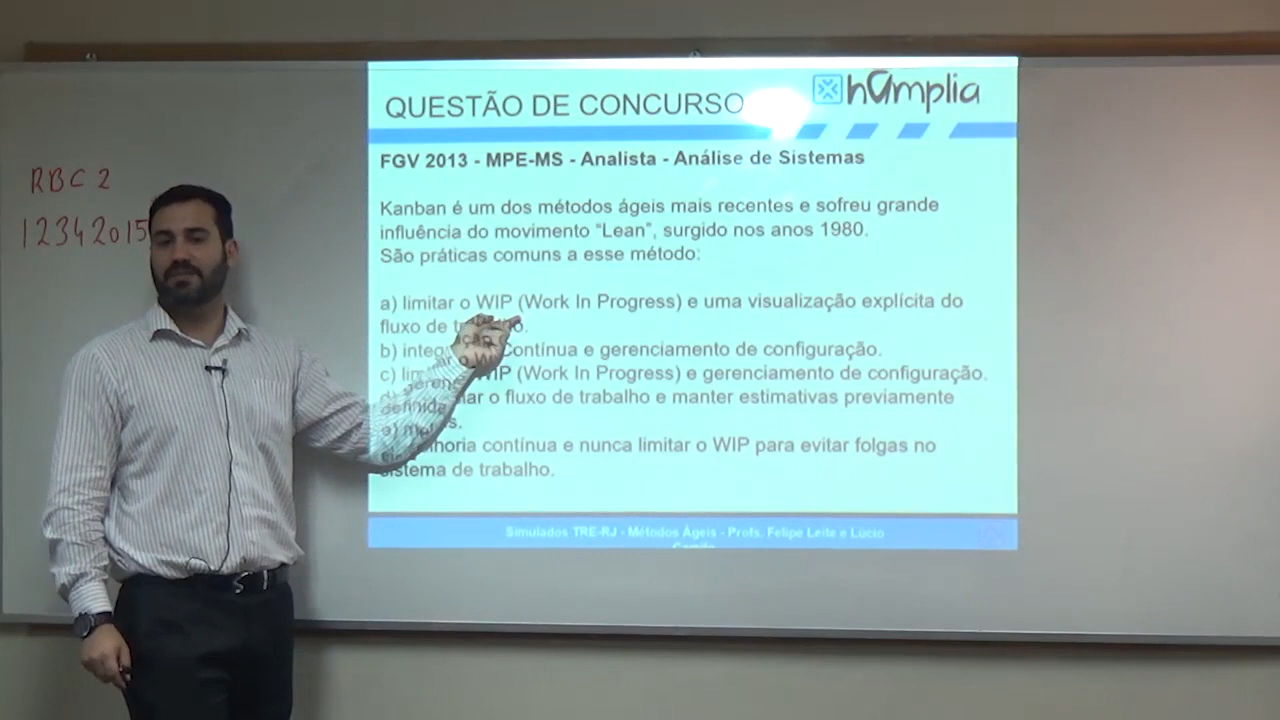 RBC 2
12342015
QUESTÃO DE CONCURSO
hAmplia
FGV 2013 - MPE-MS - Analista - Análise de Sistemas
Kanban é um dos métodos ágeis mais recentes e sofreu grande
influência do movimento “Lean”, surgido nos anos 1980.
São práticas comuns a esse método:
a) limitar o WIP (Work In Progress) e uma visualização explícita do
fluxo de
b) Contínua e gerenciamento de configuração.
c) WIP (Work In Progress) e gerenciamento de configuração.
o fluxo de trabalho e manter estimativas previamente
contínua e nunca limitar o WIP para evitar folgas no
sistema de trabalho.
Simulados TRE-RJ - Métodos Ágeis - Profs. Felipe Leite e Lúcio